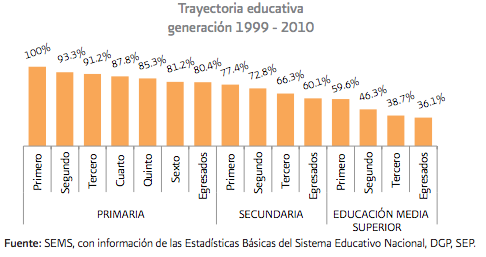 Trayectoria educativa
generación 1999 - 2010
100%
93.3%
91.2%
87.8%
85.3%
81.2%
80.4%
77.4%
72.8%
66.3%
60.1%
59.6%
46.3%
38.7%
36.1%
Primero
Segundo
Tercero
Cuarto
Quinto
Sexto
Egresados
Primero
Segundo
Tercero
Egresados
Primero
Segundo
Tercero
Egresados
PRIMARIA
SECUNDARIA
EDUCACIÓN MEDIA
SUPERIOR
Fuente: SEMS, con información de las Estadísticas Básicas del Sistema Educativo Nacional, DGP, SEP.